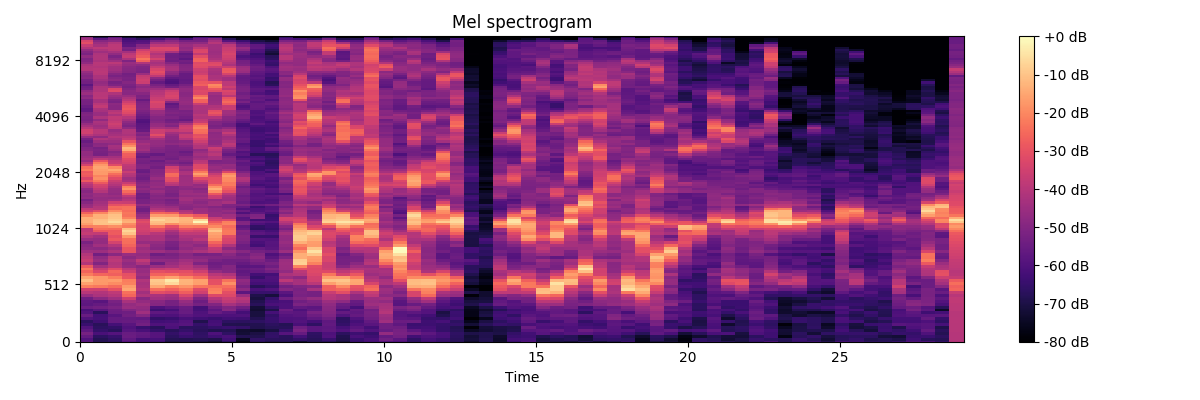 Mel spectrogram
8192
4096
2048
1024
512
0
Hz
0 5 10 15 20 25
Time
+0 dB
-10 dB
-20 dB
-30 dB
-40 dB
-50 dB
-60 dB
-70 dB
-80 dB